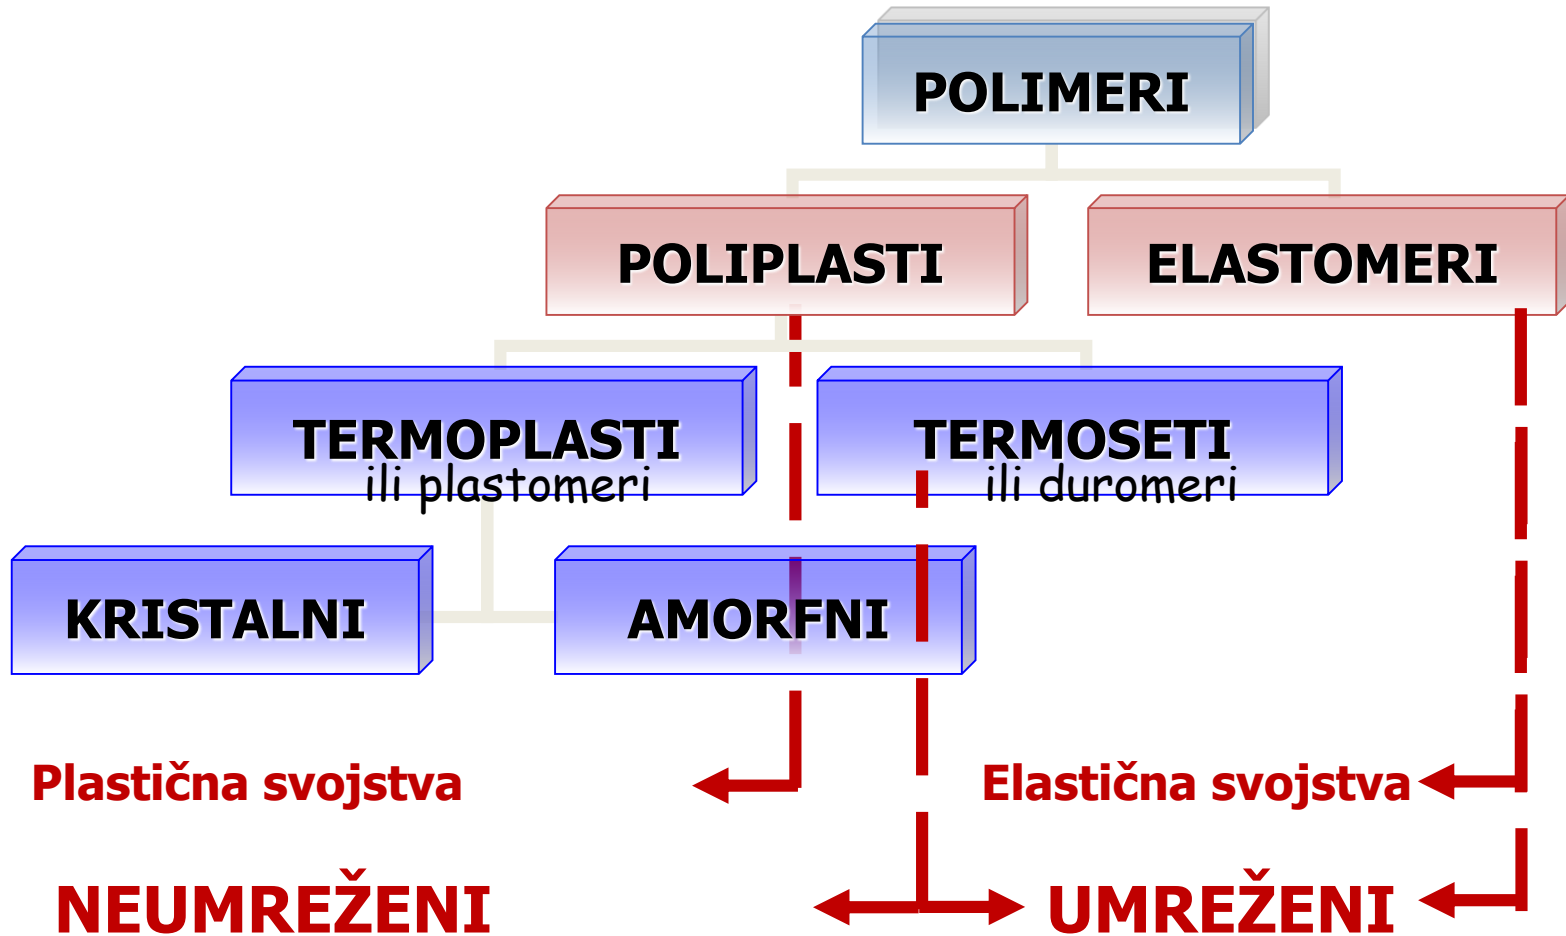 POLIMERI
POLIPLASTI
ELASTOMERI
TERMOPLASTI
ili plastomeri
TERMOSETI
ili duromeri
KRISTALNI
AMORFNI
Plastična svojstva
Elastična svojstva
NEUMREŽENI
UMREŽENI